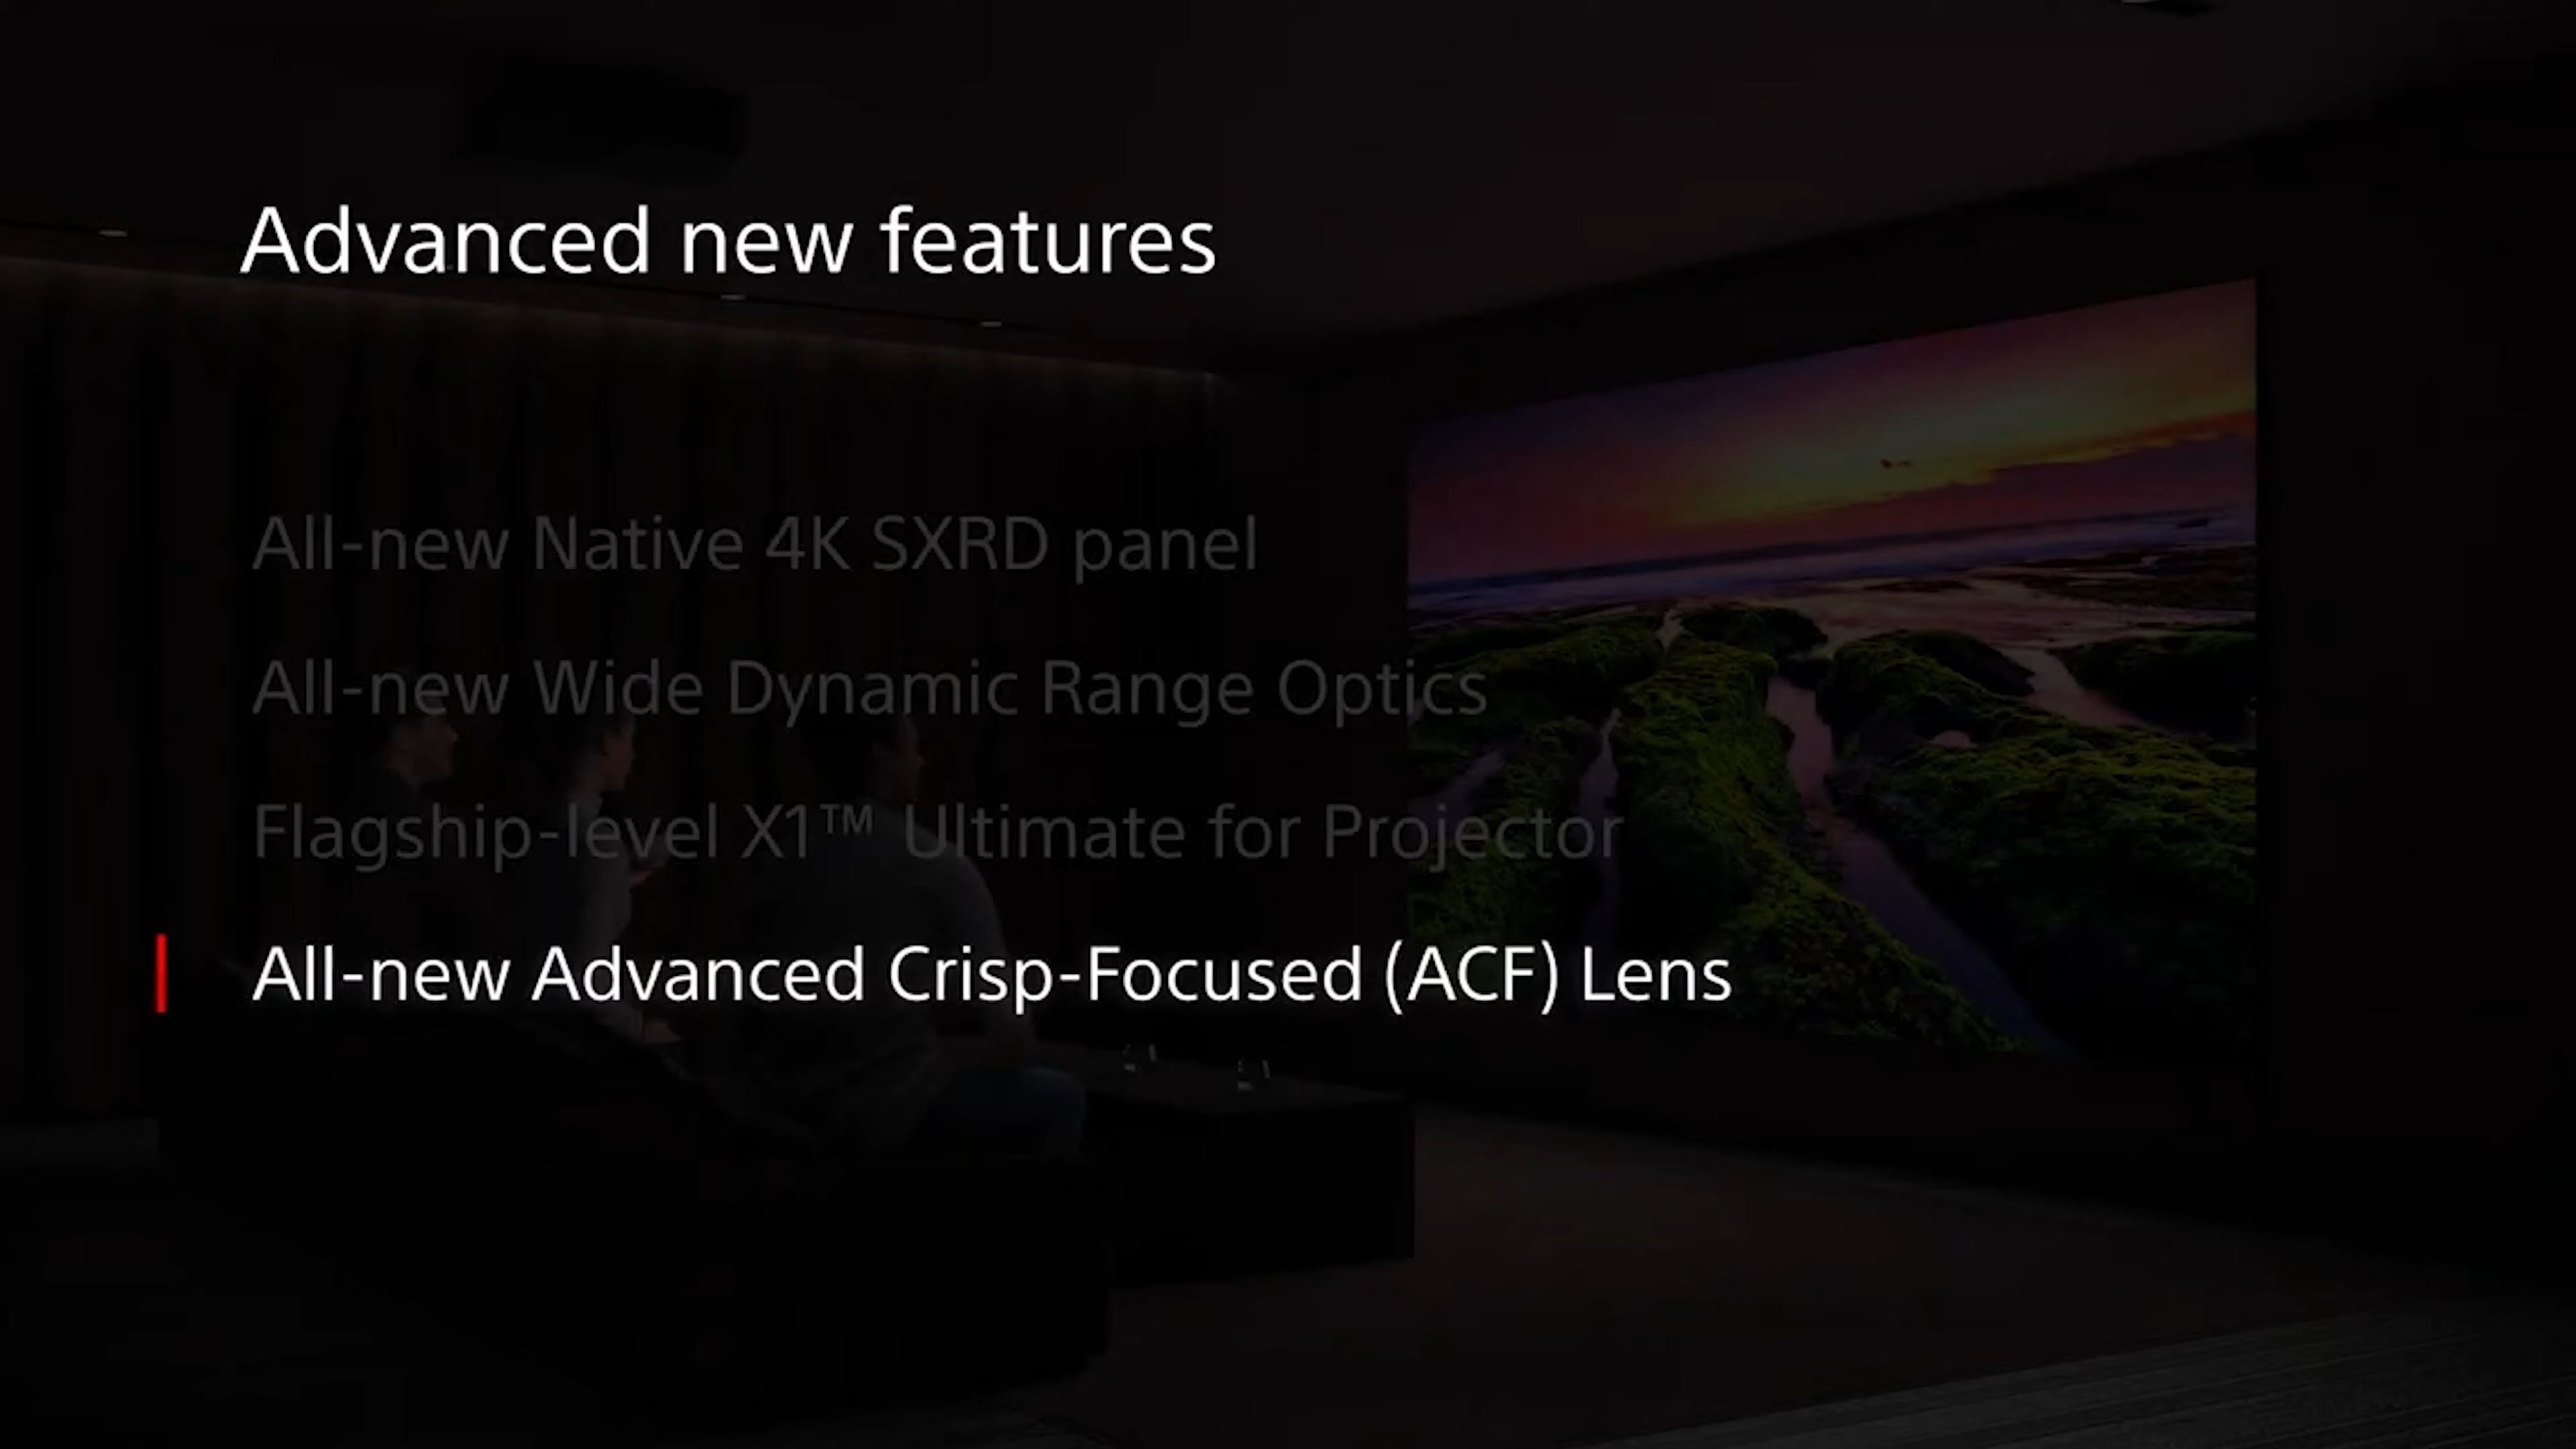 Advanced new features
All-new Native 4K SXRD panel
All-new Wide Dynamic Range Optics
Flagship-level X1™ Ultimate for Projector
All-new Advanced Crisp-Focused (ACF) Lens